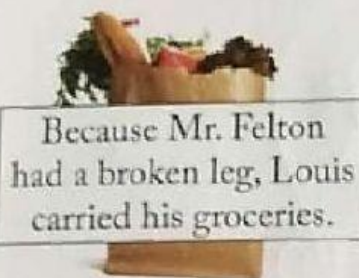 Because Mr. Felton
had a broken leg, Louis
carried his groceries.